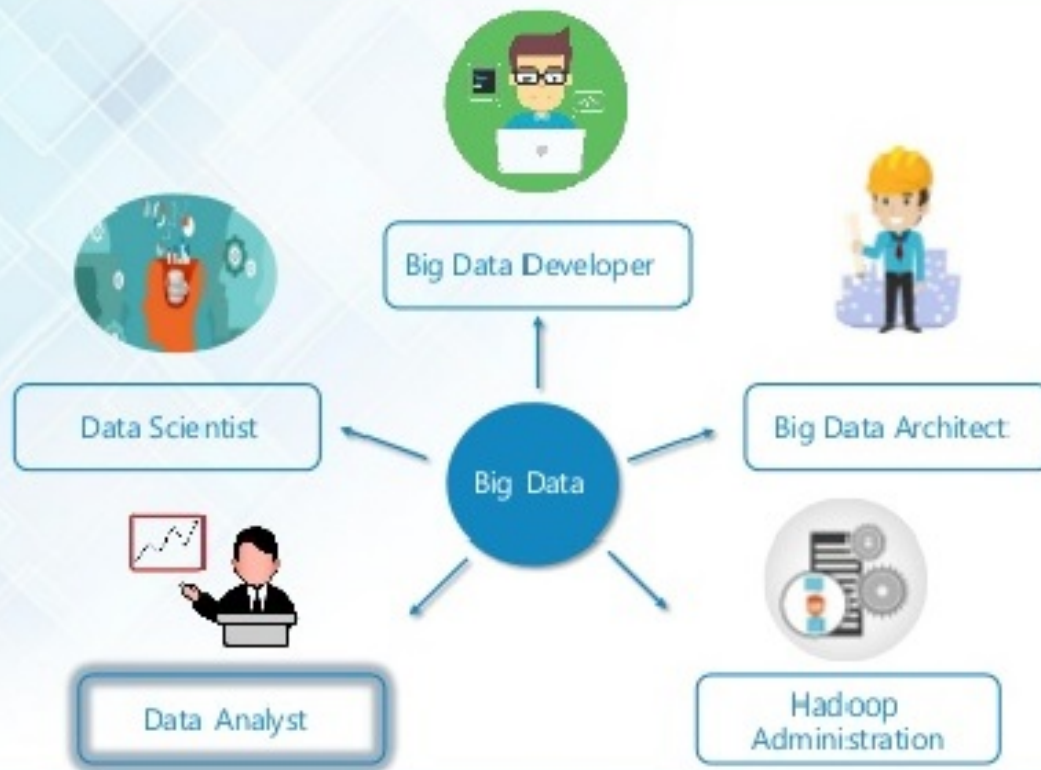 Big Data Developer
Data Scientist
Big Data Architect
Big Data
Data Analyst
Hadoop
Administration